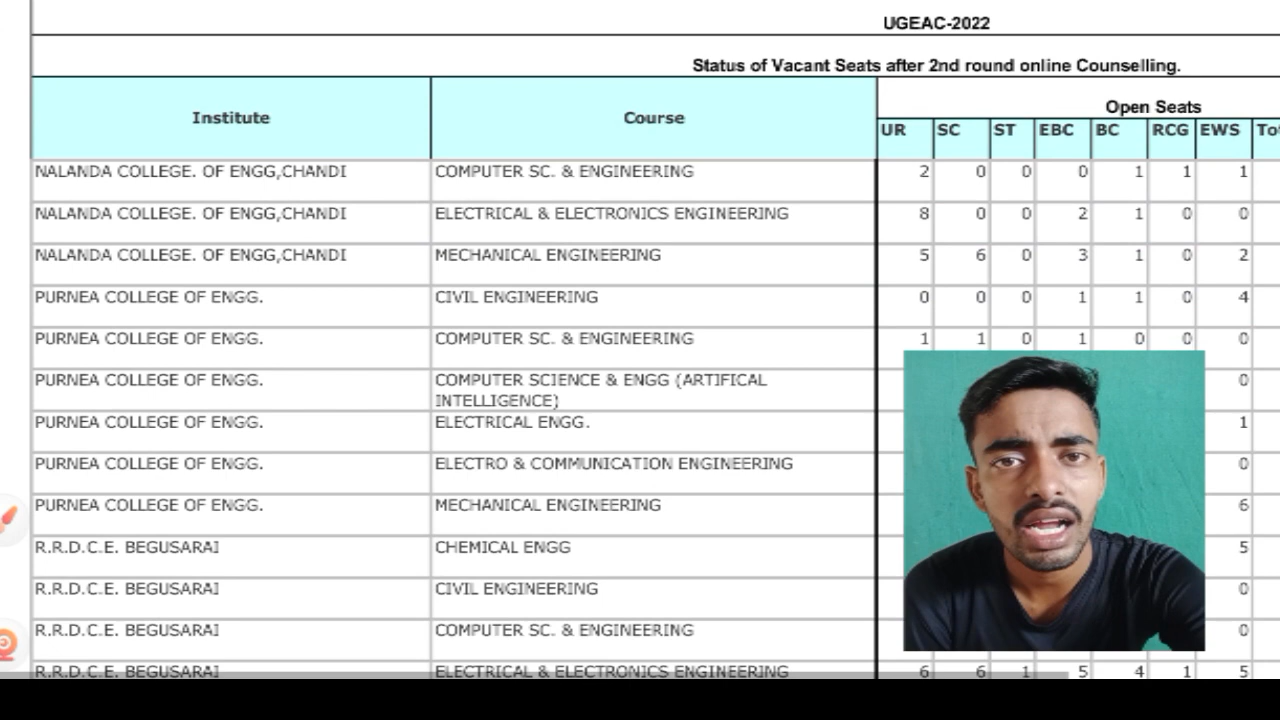 UGEAC-2022
Status of Vacant Seats after 2nd round online Counselling.
Institute Course Open Seats
UR SC ST EBC BC RCG EWS
NALANDA COLLEGE. OF ENGG,CHANDI COMPUTER SC. & ENGINEERING 2 0 0 0 1 1 1
NALANDA COLLEGE. OF ENGG,CHANDI ELECTRICAL & ELECTRONICS ENGINEERING 8 0 0 2 1 0 0
NALANDA COLLEGE. OF ENGG,CHANDI MECHANICAL ENGINEERING 5 6 0 3 1 0 2
PURNEA COLLEGE OF ENGG. CIVIL ENGINEERING 0 0 0 1 1 0 4
PURNEA COLLEGE OF ENGG. COMPUTER SC. & ENGINEERING 1 1 0 1 0 0 0
PURNEA COLLEGE OF ENGG. COMPUTER SCIENCE & ENGG (ARTIFICAL 0
INTELLIGENCE)
PURNEA COLLEGE OF ENGG. ELECTRICAL ENGG. 1
PURNEA COLLEGE OF ENGG. ELECTRO & COMMUNICATION ENGINEERING 0
PURNEA COLLEGE OF ENGG. MECHANICAL ENGINEERING 6
R.R.D.C.E. BEGUSARAI CHEMICAL ENGG 5
R.R.D.C.E. BEGUSARAI CIVIL ENGINEERING 0
R.R.D.C.E. BEGUSARAI COMPUTER SC. & ENGINEERING 0
R.R.D.C.E. BEGUSARAI ELECTRICAL & ELECTRONICS ENGINEERING 6 6 1 5 4 1 5